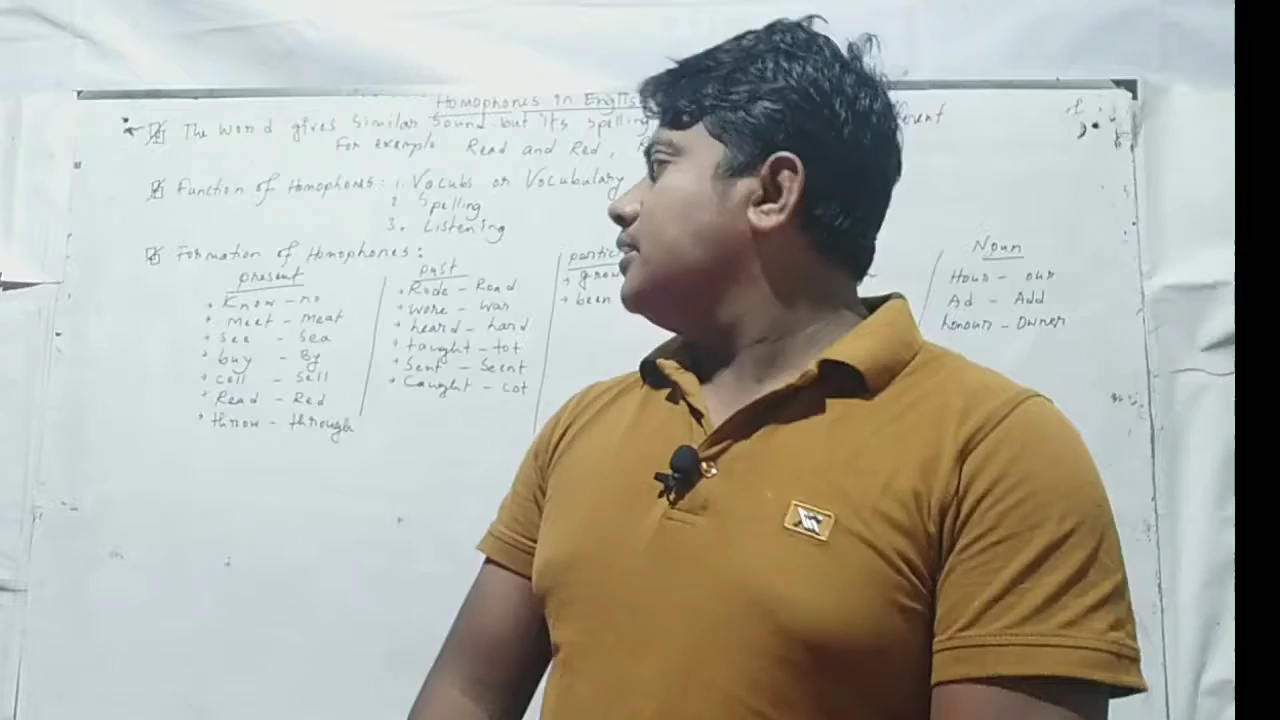 Homophones in English
The word gives similar sound but its spelling
For example Read and Red,
Function of Homophones: 1. Vocubs or Vocubulary
2. Spelling
3. Listening
Formation of Homophones:
present
Know - no
meet - meat
See - Sea
buy - By
cell - Sell
Read - Red
throw - through
past
Rode - Road
wore - war
heard - hard
taught - tot
Sent - Scent
Caught - cot
been
Noun
Hour - our
Ad - Add
honour - Owner